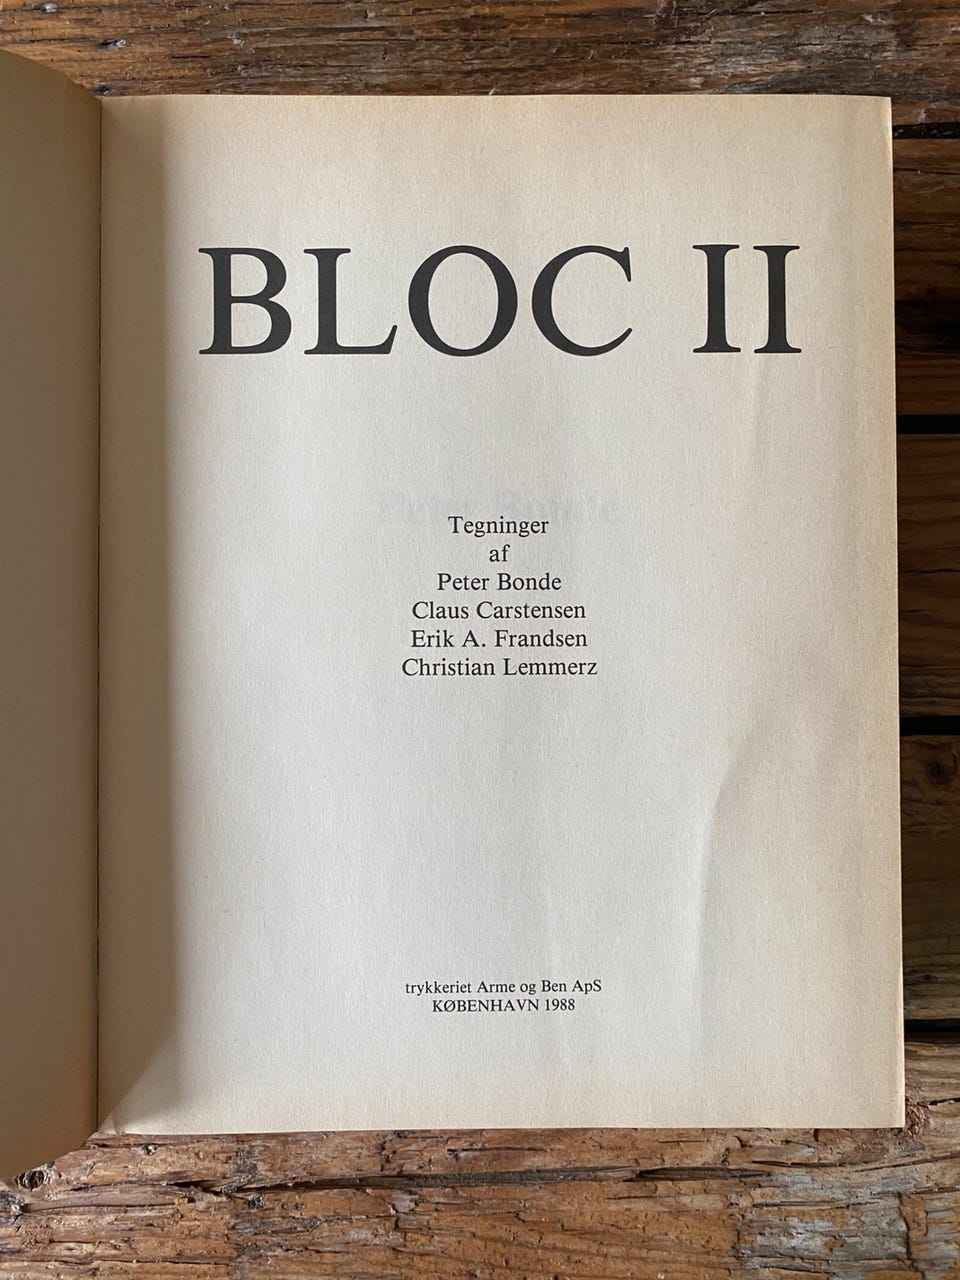 BLOC II
Tegninger
af
Peter Bonde
Claus Carstensen
Erik A. Frandsen
Christian Lemmerz
trykkeriet Arme og Ben ApS
KØBENHAVN 1988